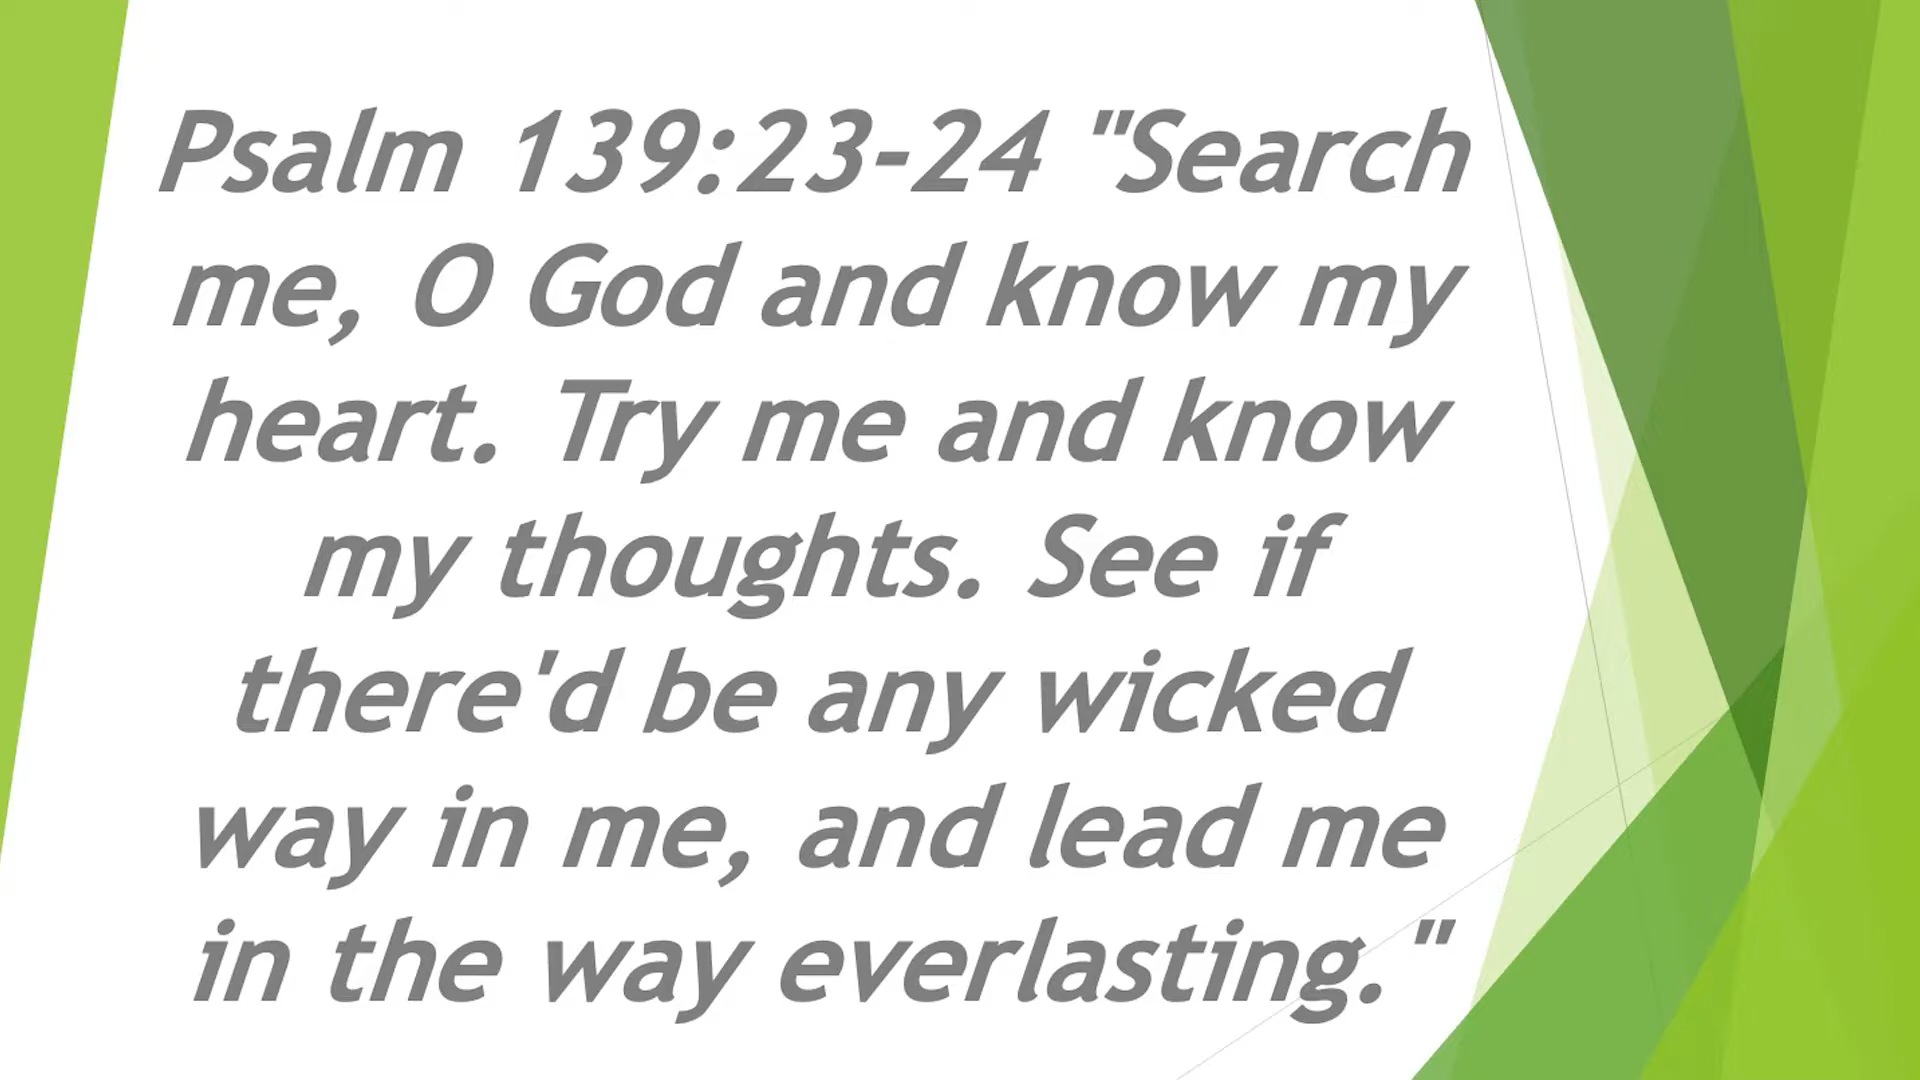 Psalm 139:23-24 "Search
me, O God and know my
heart. Try me and know
my thoughts. See if
there'd be any wicked
way in me, and lead me
in the way everlasting."